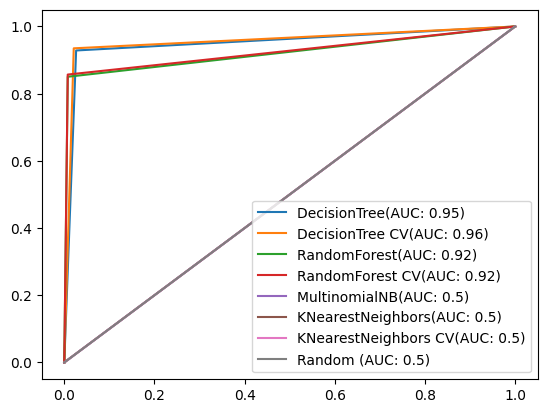 1.0
0.8
0.6
0.4
0.2
0.0
DecisionTree(AUC: 0.95)
DecisionTree CV(AUC: 0.96)
RandomForest(AUC: 0.92)
RandomForest CV(AUC: 0.92)
MultinomialNB(AUC: 0.5)
KNearestNeighbors(AUC: 0.5)
KNearestNeighbors CV(AUC: 0.5)
Random (AUC: 0.5)
0.0 0.2 0.4 0.6 0.8 1.0